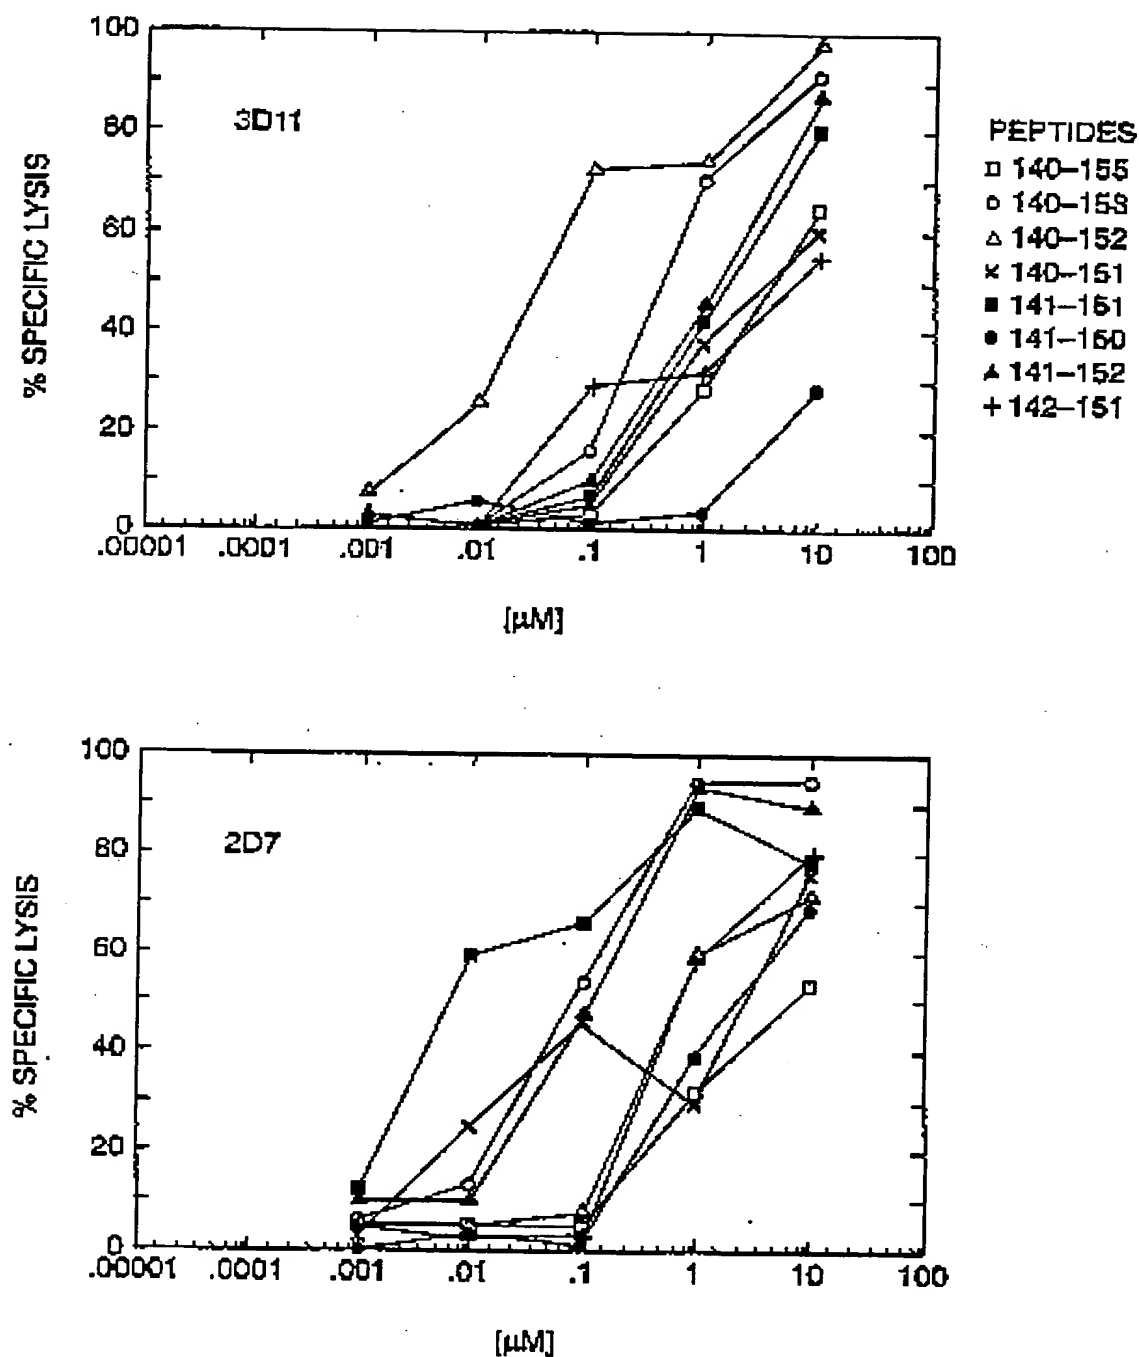 100
80
60
40
20
0
% SPECIFIC LYSIS
3D11
.00001 .0001 .001 .01 .1 1 10 100
[µM]
PEPTIDES
140–155
140–153
140–152
140–151
141–151
141–150
141–152
142–151
100
80
60
40
20
0
% SPECIFIC LYSIS
2D7
.00001 .0001 .001 .01 .1 1 10 100
[µM]